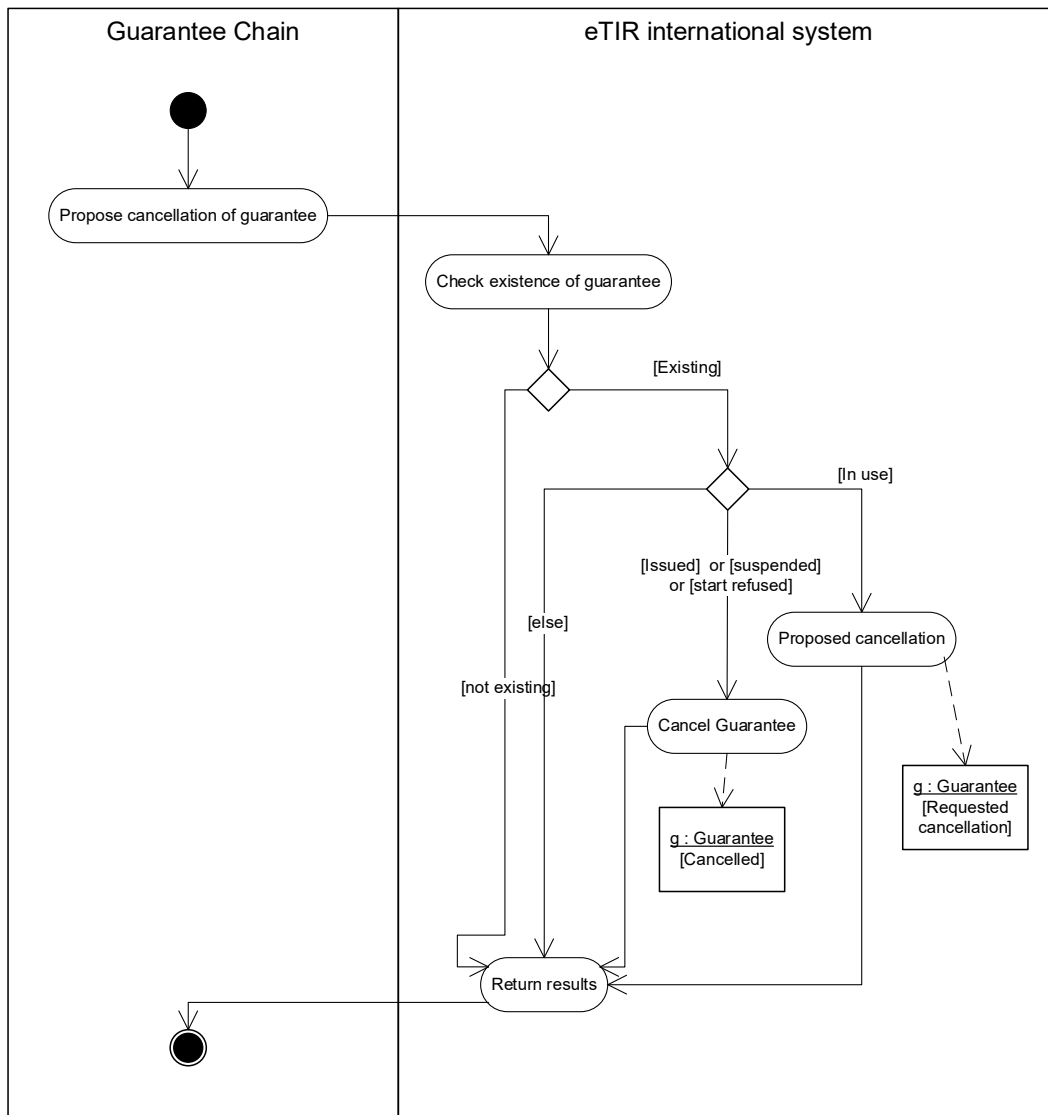 Guarantee Chain
eTIR international system
Propose cancellation of guarantee
Check existence of guarantee
[Existing]
[In use]
[Issued]  or [suspended]
or [start refused]
[else]
Proposed cancellation
[not existing]
Cancel Guarantee
g : Guarantee
[Requested
cancellation]
g : Guarantee
[Cancelled]
Return results